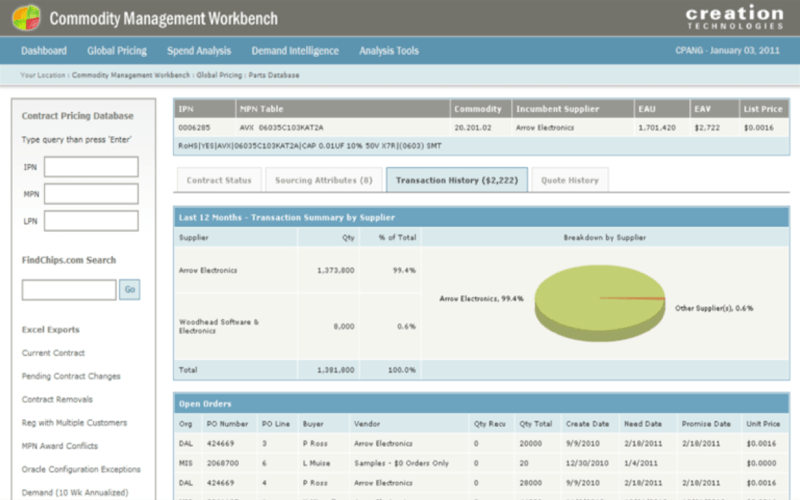 Commodity Management Workbench
creation
TECHNOLOGIES
Dashboard Global Pricing Spend Analysis Demand Intelligence Analysis Tools CPANG - January 03, 2011
Your Location : Commodity Management Workbench : Global Pricing : Parts Database
Contract Pricing Database
Type query than press 'Enter'
IPN
MPN
LPN
FindChips.com Search
Go
Excel Exports
Current Contract
Pending Contract Changes
Contract Removals
Reg with Multiple Customers
MPN Award Conflicts
Oracle Configuration Exceptions
Demand (10 Wk Annualized)
IPN MPN Table Commodity Incumbent Supplier EAU EAV List Price
0006285 AVX 06035C103KAT2A 20.201.02 Arrow Electronics 1,701,420 $2,722 $0.0016
RoHS|YES|AVX|06035C103KAT2A|CAP 0.01UF 10% 50V X7R|(0603) SMT
Contract Status Sourcing Attributes (8) Transaction History ($2,222) Quote History
Last 12 Months - Transaction Summary by Supplier
Supplier Qty % of Total Breakdown by Supplier
Arrow Electronics 1,373,800 99.4%
Woodhead Software &
Electronics 8,000 0.6%
Total 1,381,800 100.0%
Arrow Electronics, 99.4%
Other Supplier(s), 0.6%
Open Orders
Org PO Number PO Line Buyer Vendor Qty Recs Qty Total Create Date Need Date Promise Date Unit Price
DAL 424669 3 P Ross Arrow Electronics 0 20000 9/9/2010 2/18/2011 2/18/2011 $0.0016
MIS 2068700 6 L Muise Samples - $0 Orders Only 0 20 12/30/2010 1/4/2011 $0.0000
DAL 424669 4 P Ross Arrow Electronics 0 28000 9/9/2010 2/18/2011 2/18/2011 $0.0016